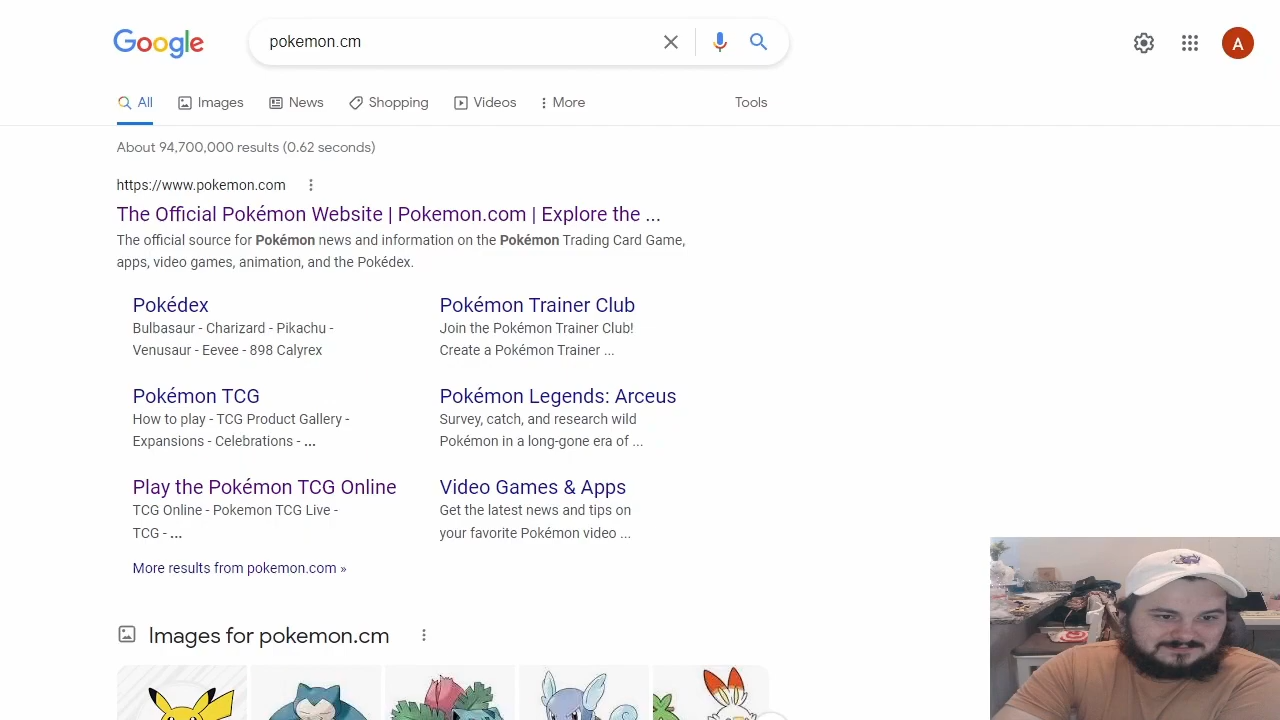 Google
pokemon.cm
A
All
Images
News
Shopping
Videos
More
Tools
About 94,700,000 results (0.62 seconds)
https://www.pokemon.com
The Official Pokémon Website | Pokemon.com | Explore the ...
The official source for Pokémon news and information on the Pokémon Trading Card Game,
apps, video games, animation, and the Pokédex.
Pokédex
Bulbasaur - Charizard - Pikachu -
Venusaur - Eevee - 898 Calyrex
Pokémon Trainer Club
Join the Pokémon Trainer Club!
Create a Pokémon Trainer ...
Pokémon TCG
How to play - TCG Product Gallery -
Expansions - Celebrations - ...
Pokémon Legends: Arceus
Survey, catch, and research wild
Pokémon in a long-gone era of ...
Play the Pokémon TCG Online
TCG Online - Pokemon TCG Live -
TCG - ...
Video Games & Apps
Get the latest news and tips on
your favorite Pokémon video ...
More results from pokemon.com »
Images for pokemon.cm